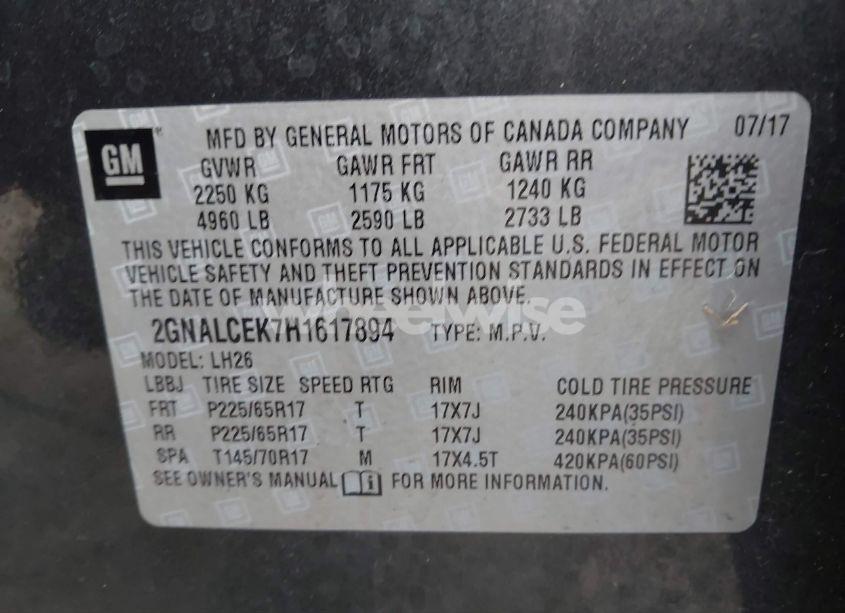 GM
MFD BY GENERAL MOTORS OF CANADA COMPANY 07/17
GVWR GAWR FRT GAWR RR
2250 KG 1175 KG 1240 KG
4960 LB 2590 LB 2733 LB
THIS VEHICLE CONFORMS TO ALL APPLICABLE U.S. FEDERAL MOTOR
VEHICLE SAFETY AND THEFT PREVENTION STANDARDS IN EFFECT ON
THE DATE OF MANUFACTURE SHOWN ABOVE.
wheelwise
2GNALCEK7H1617894 TYPE: M.P.V.
MODEL: LH26
LBBJ TIRE SIZE SPEED RTG RIM COLD TIRE PRESSURE
FRT P225/65R17 T 17X7J 240KPA(35PSI)
RR P225/65R17 T 17X7J 240KPA(35PSI)
SPA T145/70R17 M 17X4.5T 420KPA(60PSI)
SEE OWNER'S MANUAL FOR MORE INFORMATION.